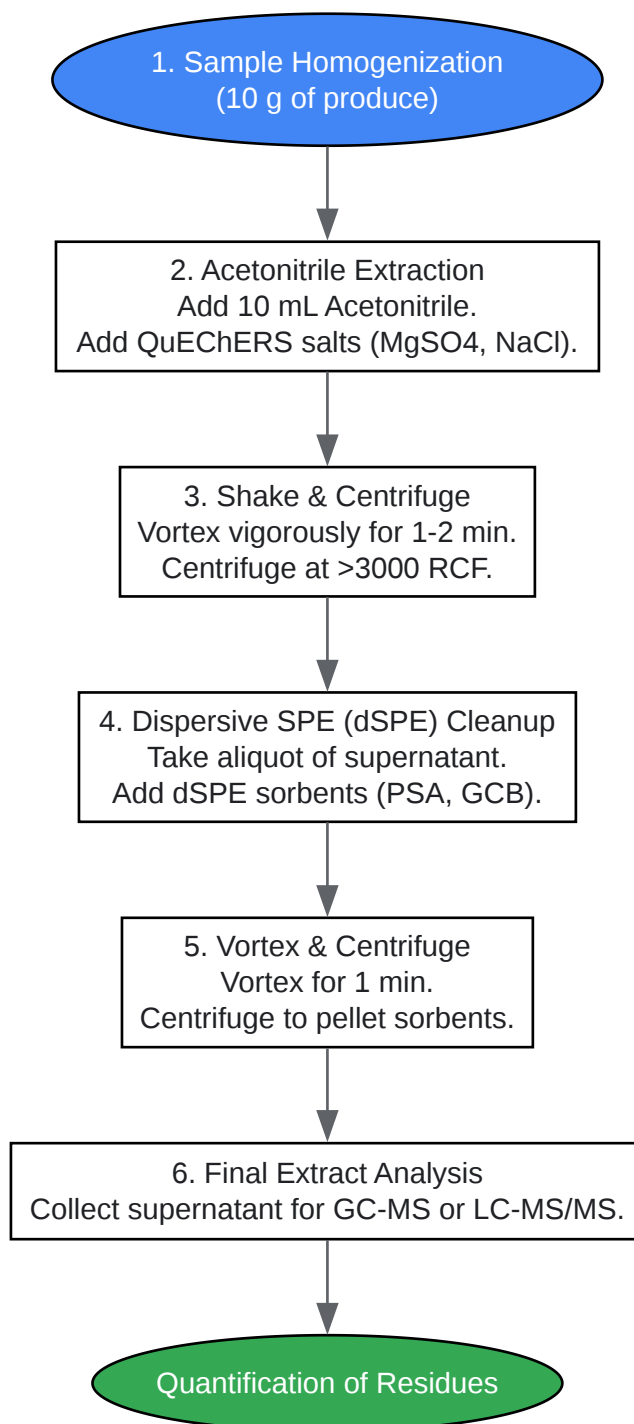 1. Sample Homogenization
(10 g of produce)
2. Acetonitrile Extraction
Add 10 mL Acetonitrile.
Add QuEChERS salts (MgSO4, NaCl).
3. Shake & Centrifuge
Vortex vigorously for 1-2 min.
Centrifuge at >3000 RCF.
4. Dispersive SPE (dSPE) Cleanup
Take aliquot of supernatant.
Add dSPE sorbents (PSA, GCB).
5. Vortex & Centrifuge
Vortex for 1 min.
Centrifuge to pellet sorbents.
6. Final Extract Analysis
Collect supernatant for GC-MS or LC-MS/MS.
Quantification of Residues